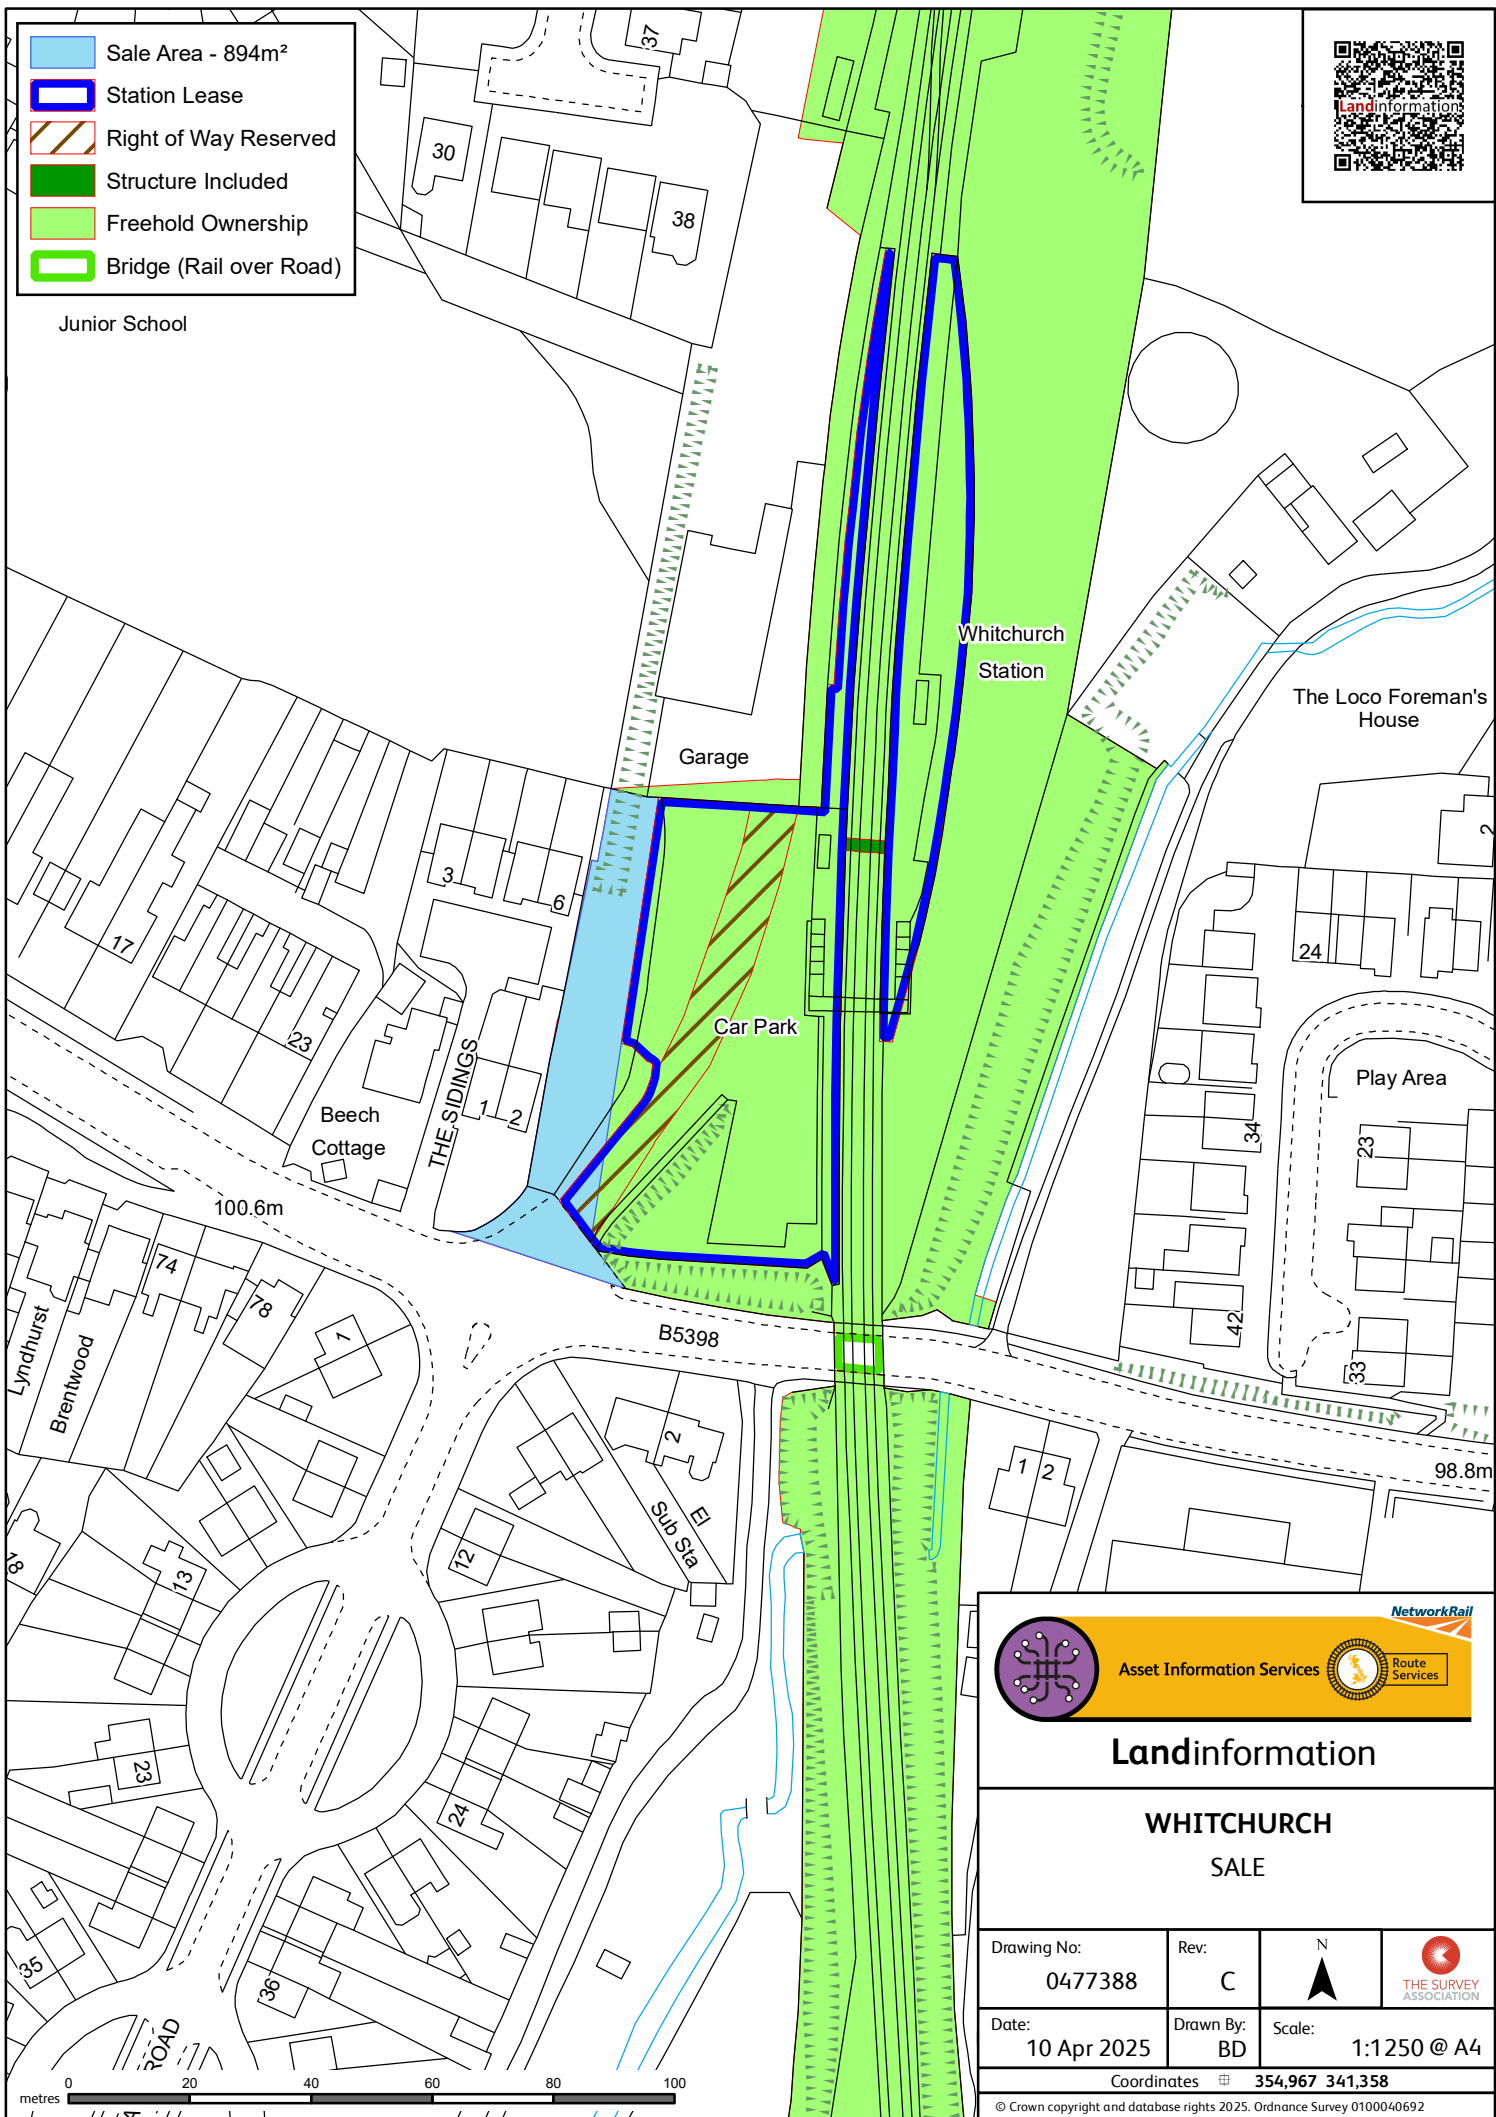 Sale Area - 894m²
Station Lease
Right of Way Reserved
Structure Included
Freehold Ownership
Bridge (Rail over Road)
Landinformation
37
30
38
Junior School
Whitchurch
Station
The Loco Foreman's
House
Garage
2
3
6
17
24
23
Car Park
THE SIDINGS
1
2
Beech
Cottage
Play Area
34
23
100.6m
74
78
1
42
33
Lyndhurst
Brentwood
B5398
2
El
Sub Sta
1
2
98.8m
18
13
12
23
24
35
36
ROAD
metres
0
20
40
60
80
100
NetworkRail
Asset Information Services
Route
Services
Landinformation
WHITCHURCH
SALE
Drawing No:
0477388
Rev:
C
N
THE SURVEY
ASSOCIATION
Date:
10 Apr 2025
Drawn By:
BD
Scale:
1:1250 @ A4
Coordinates
354,967 341,358
© Crown copyright and database rights 2025. Ordnance Survey 0100040692